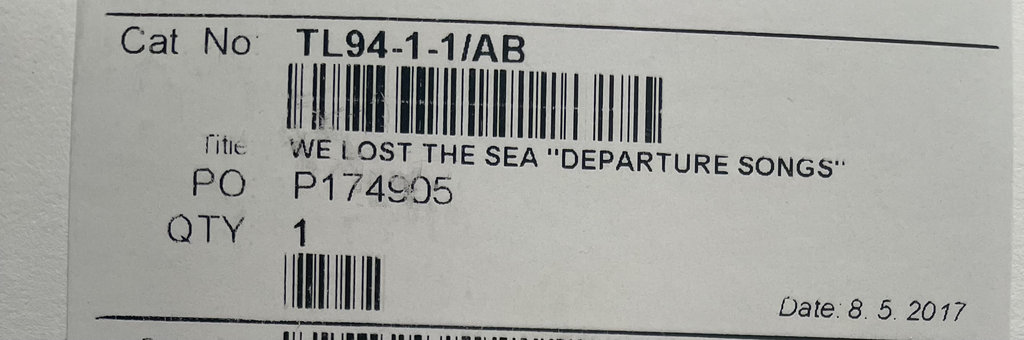 Cat No: TL94-1-1/AB
Title WE LOST THE SEA "DEPARTURE SONGS"
PO P174905
QTY 1
Date: 8. 5. 2017